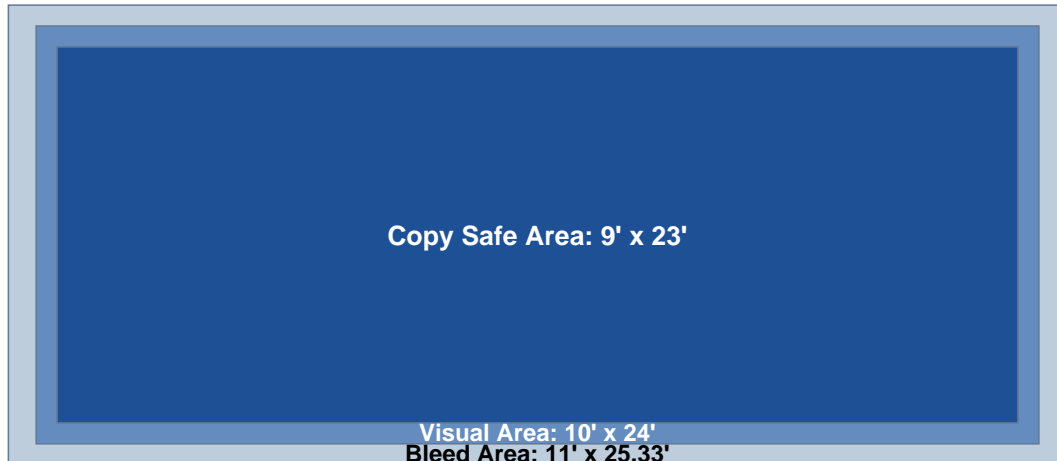 Copy Safe Area: 9' x 23'
Visual Area: 10' x 24'
Bleed Area: 11' x 25.33'